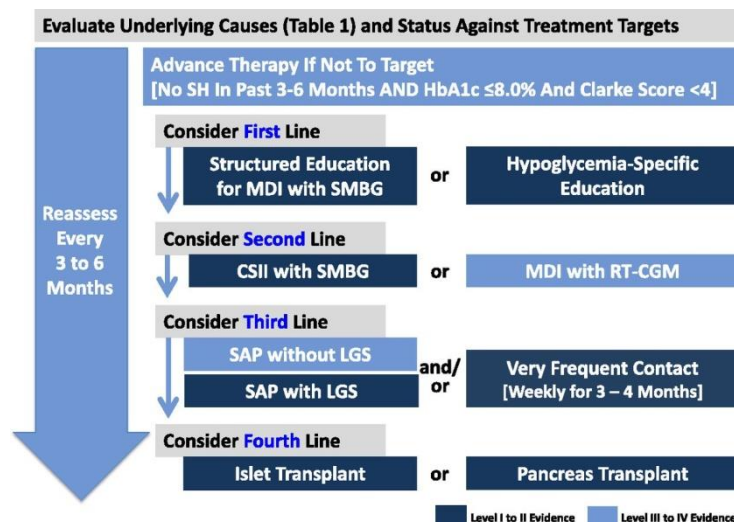 Evaluate Underlying Causes (Table 1) and Status Against Treatment Targets
Advance Therapy If Not To Target
[No SH In Past 3-6 Months AND HbA1c ≤8.0% And Clarke Score <4]
Reassess
Every
3 to 6
Months
Consider First Line
Structured Education
for MDI with SMBG
or
Hypoglycemia-Specific
Education
Consider Second Line
CSII with SMBG
or
MDI with RT-CGM
Consider Third Line
SAP without LGS
SAP with LGS
and/
or
Very Frequent Contact
[Weekly for 3 – 4 Months]
Consider Fourth Line
Islet Transplant
or
Pancreas Transplant
Level I to II Evidence
Level III to IV Evidence